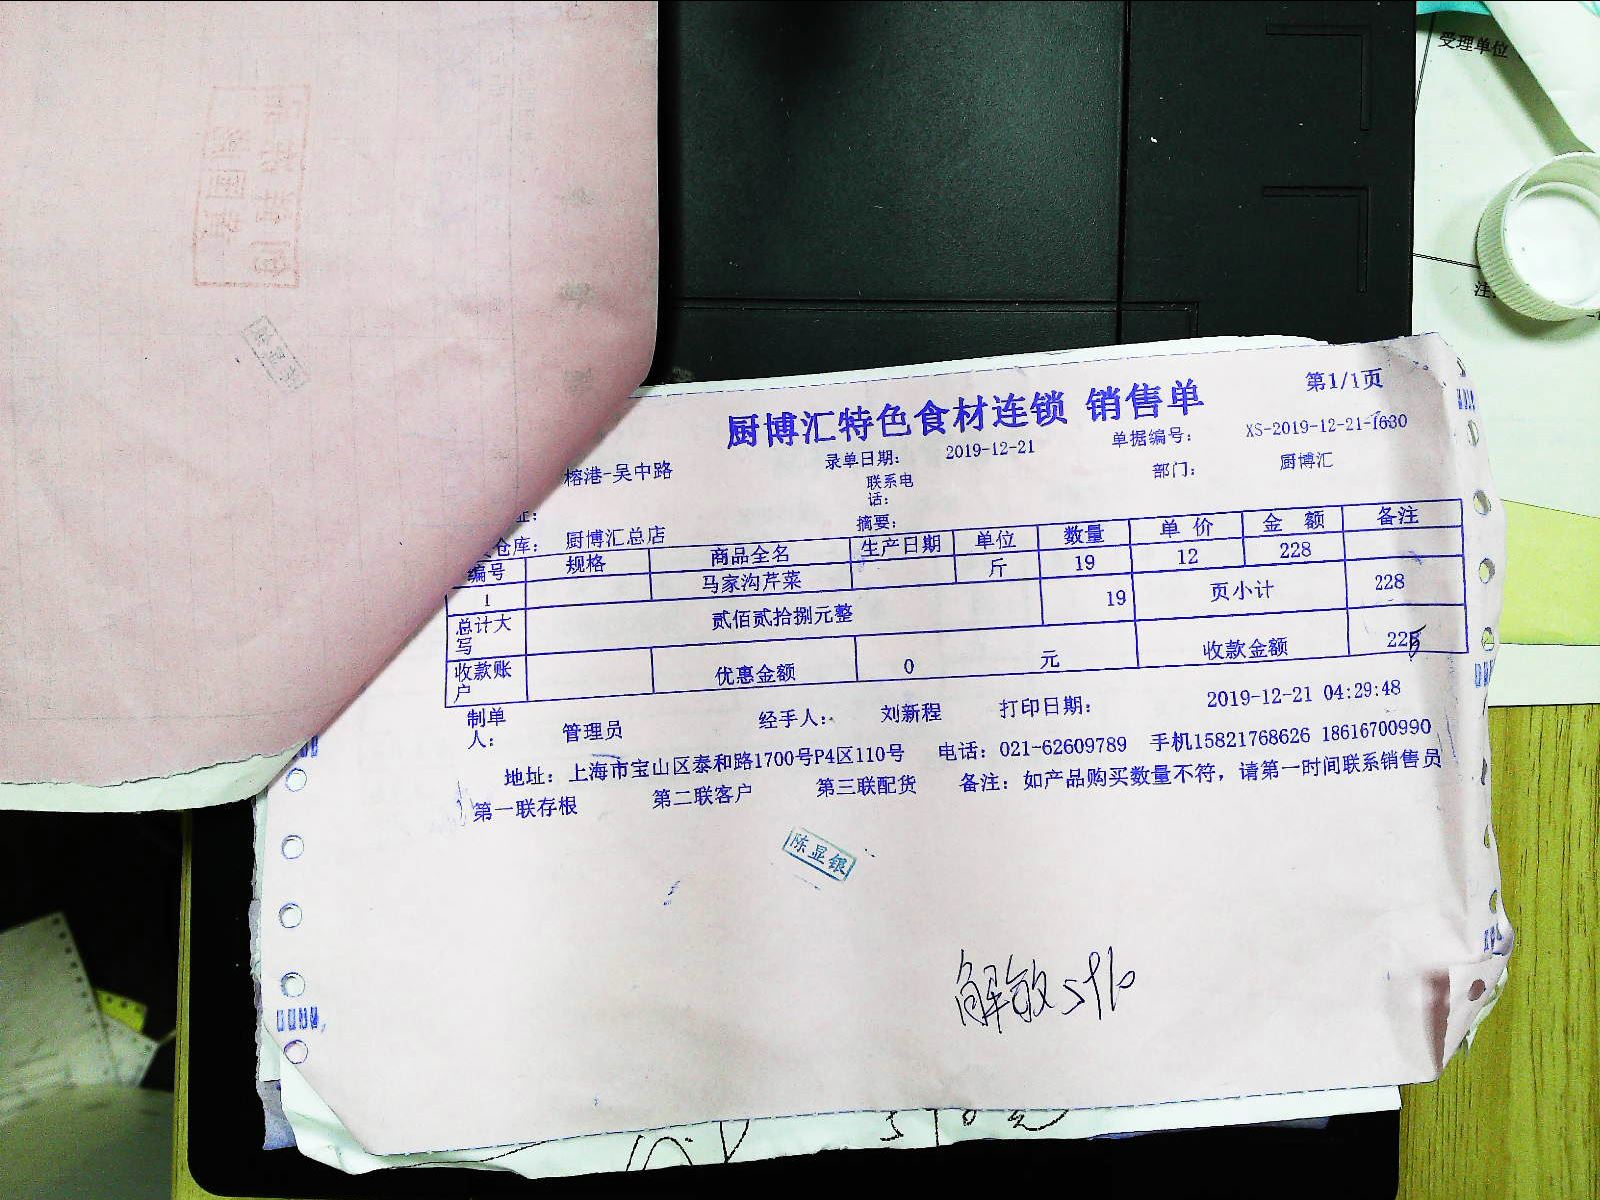 受理单位
注
第1/1页
厨博汇特色食材连锁 销售单
榕港-吴中路 录单日期: 2019-12-21 单据编号: XS-2019-12-21-1630
联系电话: 部门: 厨博汇
证: 摘要:
仓库: 厨博汇总店
编号 规格 商品全名 生产日期 单位 数量 单 价 金 额 备注
1 马家沟芹菜 斤 19 12 228
总计大写 贰佰贰拾捌元整 19 页小计 228
收款账户 优惠金额 0 元 收款金额 228
制单人: 管理员 经手人: 刘新程 打印日期: 2019-12-21 04:29:48
地址: 上海市宝山区泰和路1700号P4区110号 电话: 021-62609789 手机15821768626 18616700990
第一联存根 第二联客户 第三联配货 备注: 如产品购买数量不符，请第一时间联系销售员
陈显银